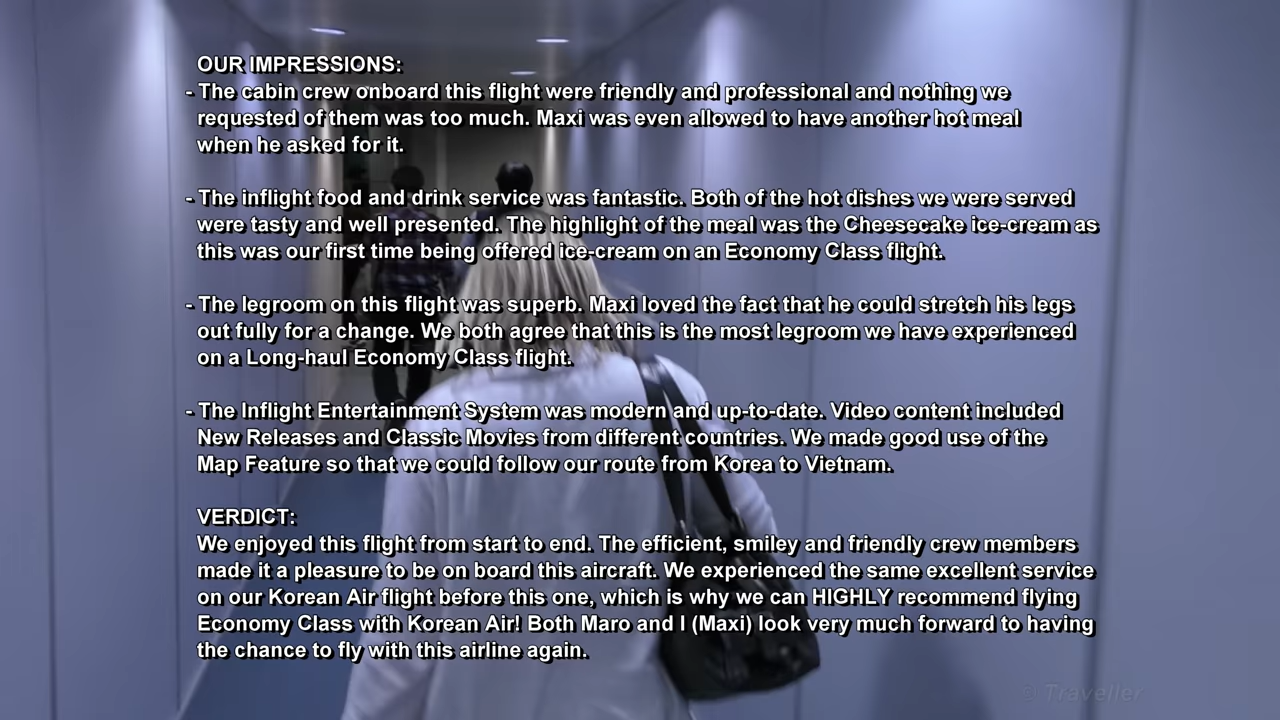 OUR IMPRESSIONS:
- The cabin crew onboard this flight were friendly and professional and nothing we
requested of them was too much. Maxi was even allowed to have another hot meal
when he asked for it.
- The inflight food and drink service was fantastic. Both of the hot dishes we were served
were tasty and well presented. The highlight of the meal was the Cheesecake ice-cream as
this was our first time being offered ice-cream on an Economy Class flight.
- The legroom on this flight was superb. Maxi loved the fact that he could stretch his legs
out fully for a change. We both agree that this is the most legroom we have experienced
on a Long-haul Economy Class flight.
- The Inflight Entertainment System was modern and up-to-date. Video content included
New Releases and Classic Movies from different countries. We made good use of the
Map Feature so that we could follow our route from Korea to Vietnam.
VERDICT:
We enjoyed this flight from start to end. The efficient, smiley and friendly crew members
made it a pleasure to be on board this aircraft. We experienced the same excellent service
on our Korean Air flight before this one, which is why we can HIGHLY recommend flying
Economy Class with Korean Air! Both Maro and I (Maxi) look very much forward to having
the chance to fly with this airline again.
© Traveller